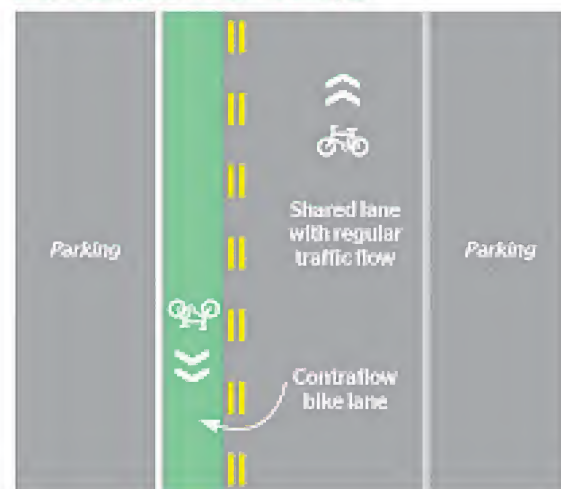 Shared lane
with regular
traffic flow
Parking
Parking
Contraflow
bike lane